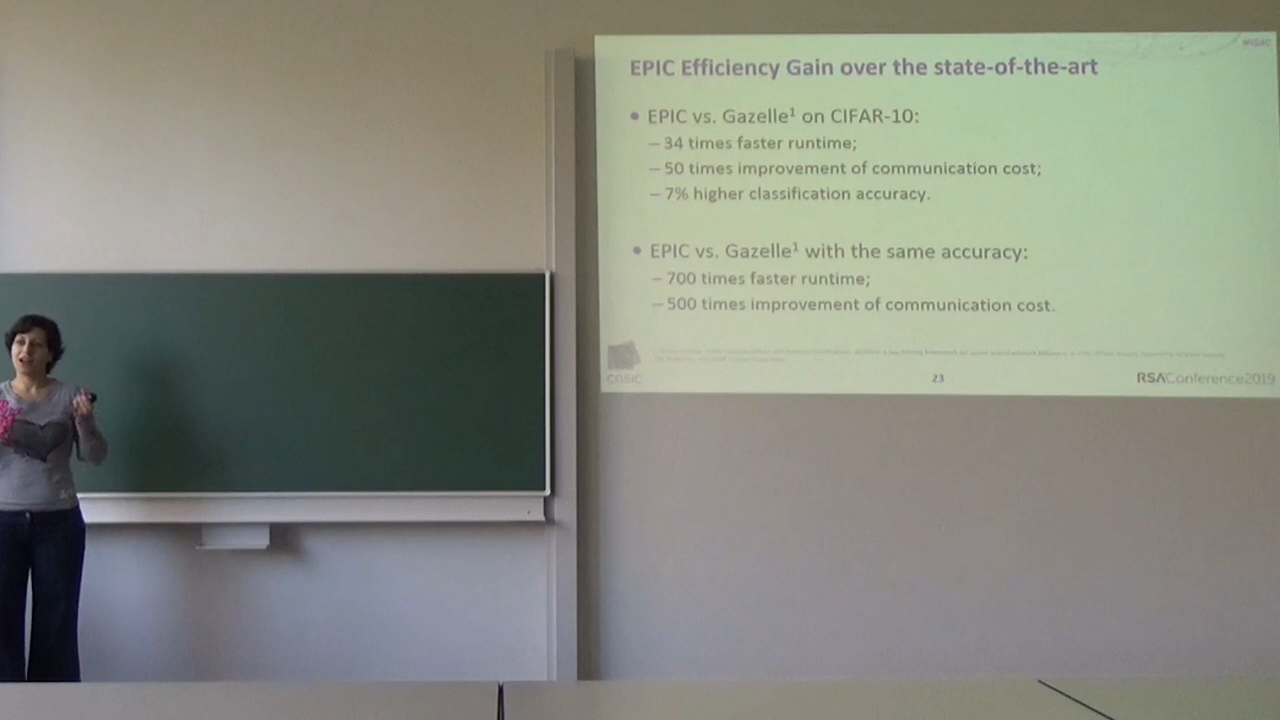 #RSAC
EPIC Efficiency Gain over the state-of-the-art
• EPIC vs. Gazelle¹ on CIFAR-10:
– 34 times faster runtime;
– 50 times improvement of communication cost;
– 7% higher classification accuracy.
• EPIC vs. Gazelle¹ with the same accuracy:
– 700 times faster runtime;
– 500 times improvement of communication cost.
COSIC
23
RSAConference2019